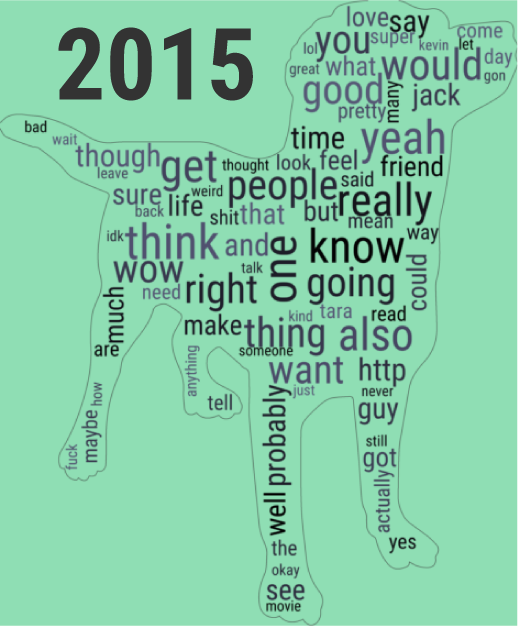 2015
love say
lol you super kevin let come
great what would day
good many gon
pretty jack
bad
wait time yeah
though get thought look feel friend
leave
sure weird people said
back life shit that but really
mean
idk think and one know way
wow talk could
need right going
much make thing kind tara read
also
are someone
anything want http
how just never
tell guy
maybe probably
fuck still
got
well actually
the yes
okay
see
movie